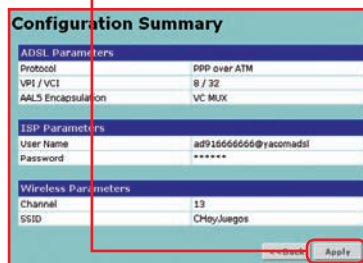 Configuration Summary
ADSL Parameters
Protocol PPP over ATM
VPI / VCI 8 / 32
AAL5 Encapsulation VC MUX
ISP Parameters
User Name ad916666666@yacomadsl
Password ******
Wireless Parameters
Channel 13
SSID CHoyJuegos
<<Back Apply